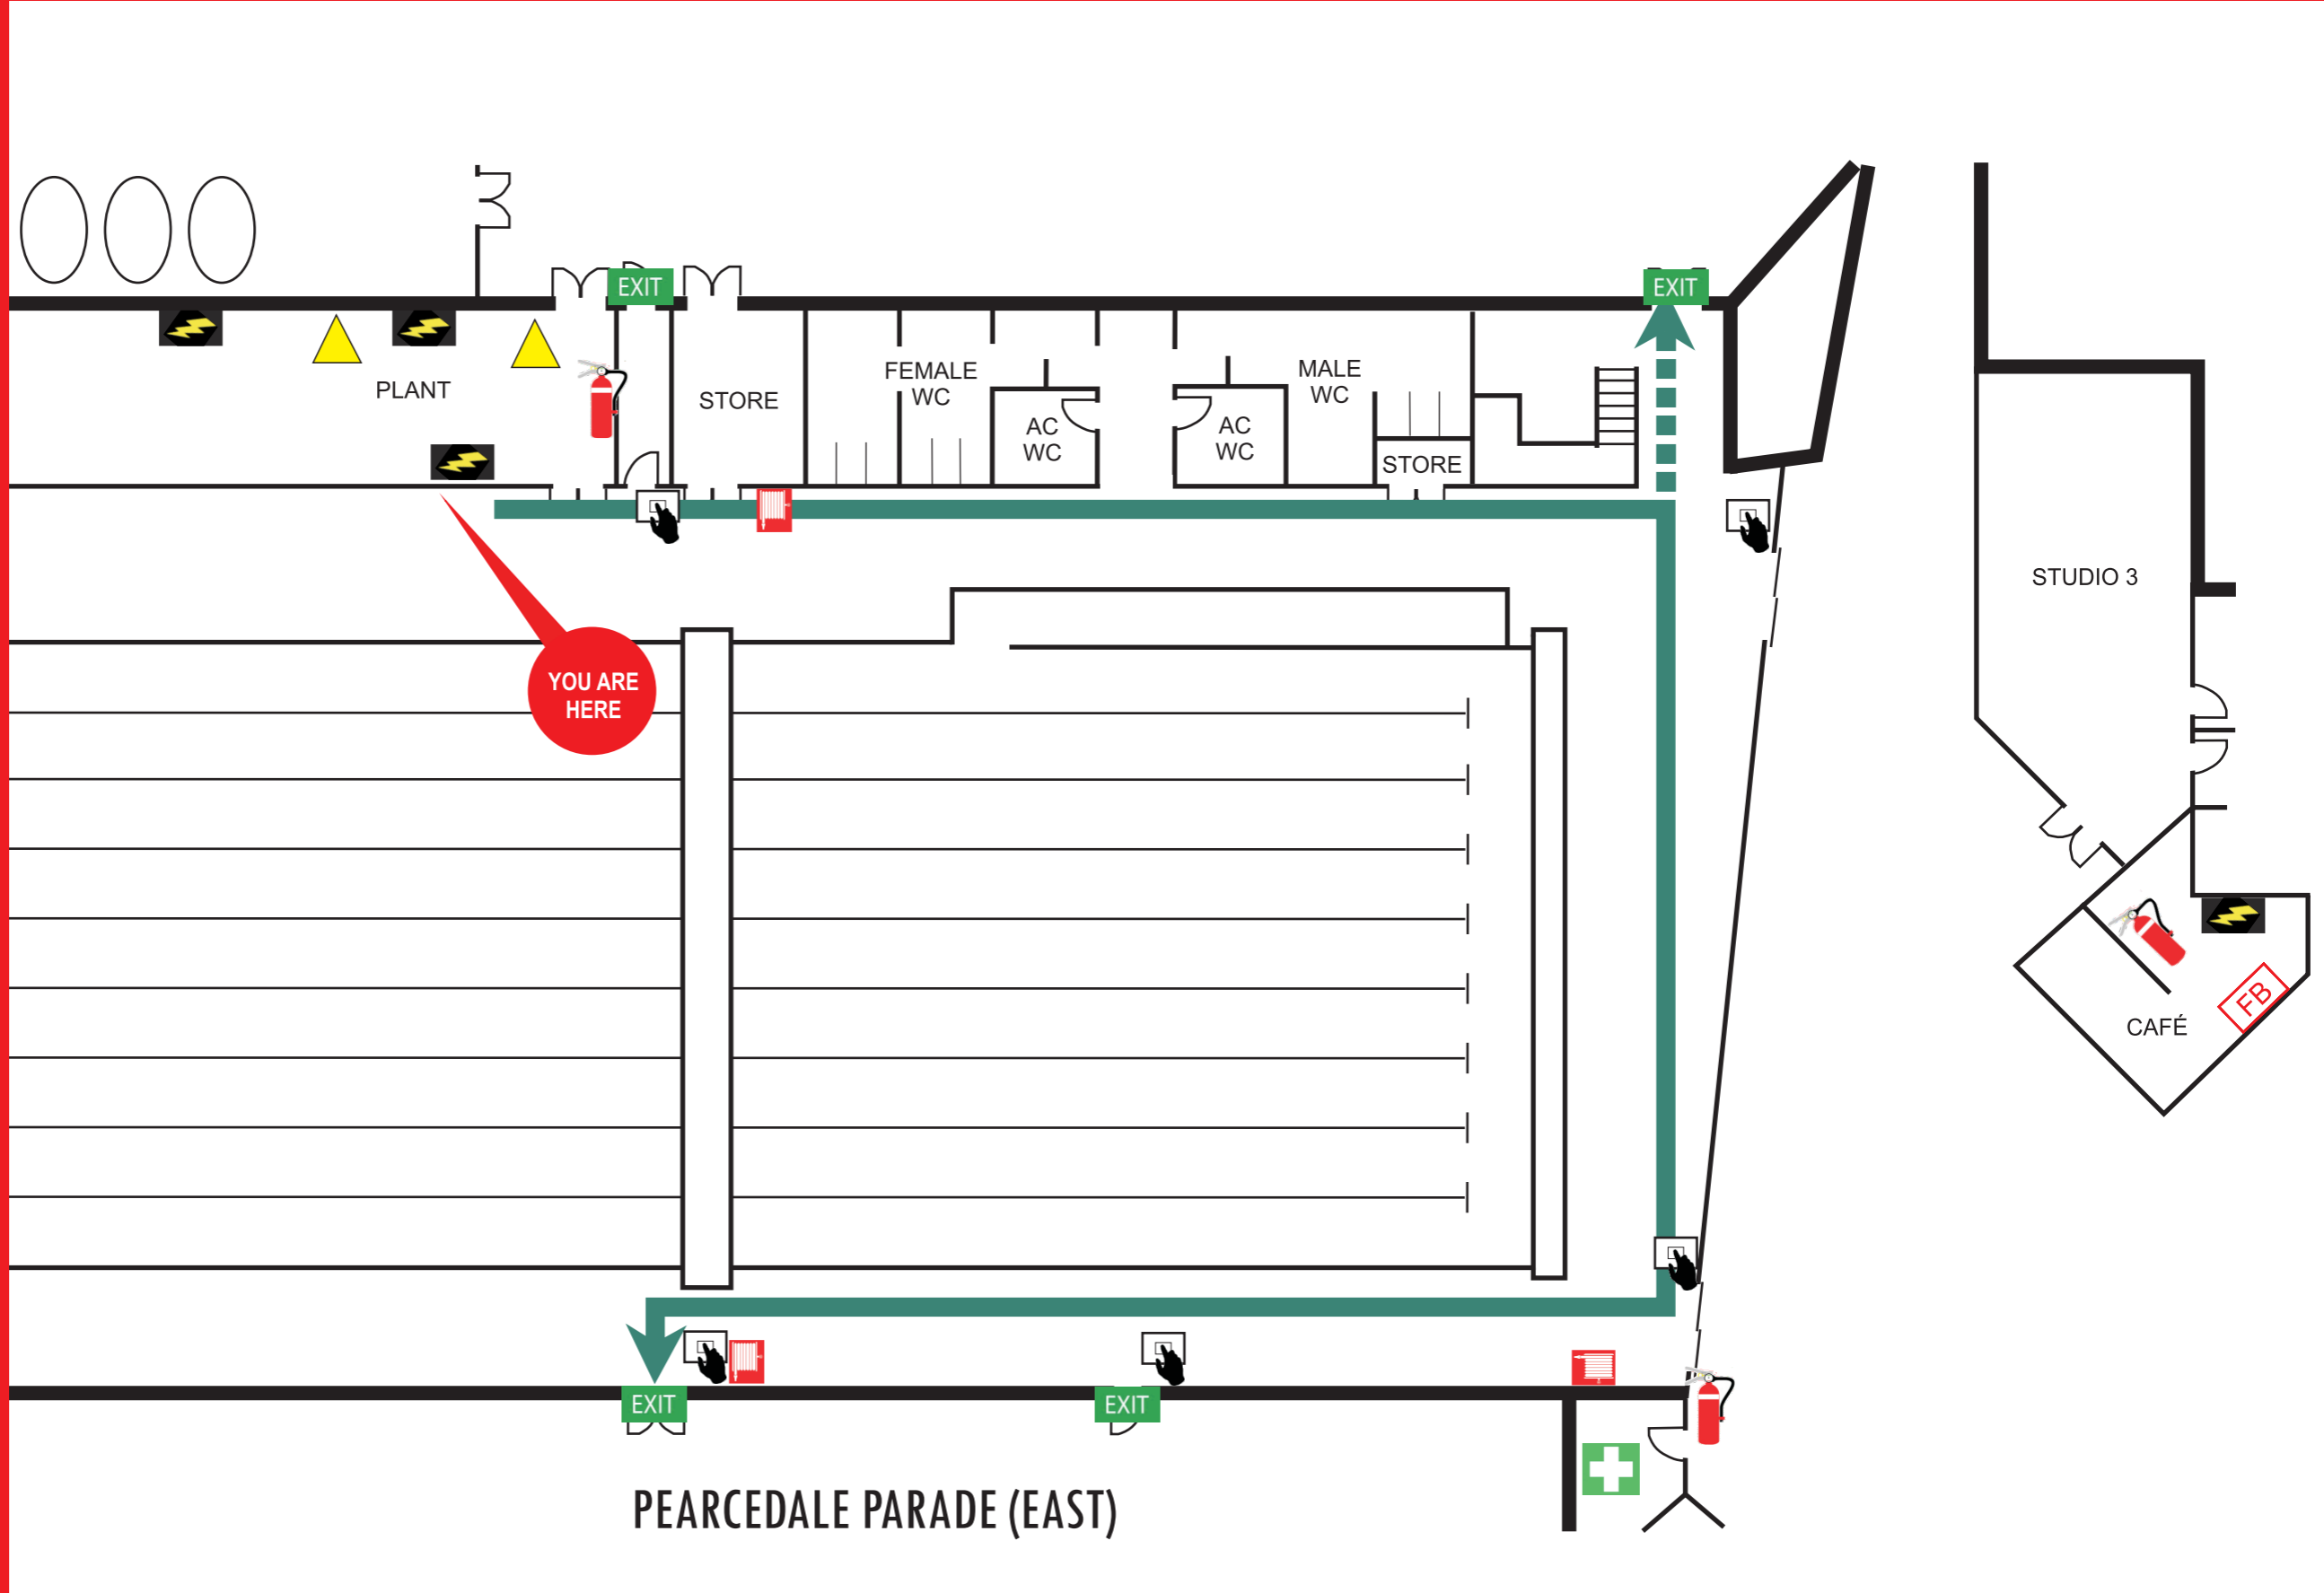 EXIT
EXIT
PLANT
STORE
FEMALE
WC
AC
WC
AC
WC
MALE
WC
STORE
STUDIO 3
YOU ARE
HERE
FB
CAFÉ
EXIT
EXIT
PEARCEDALE PARADE (EAST)